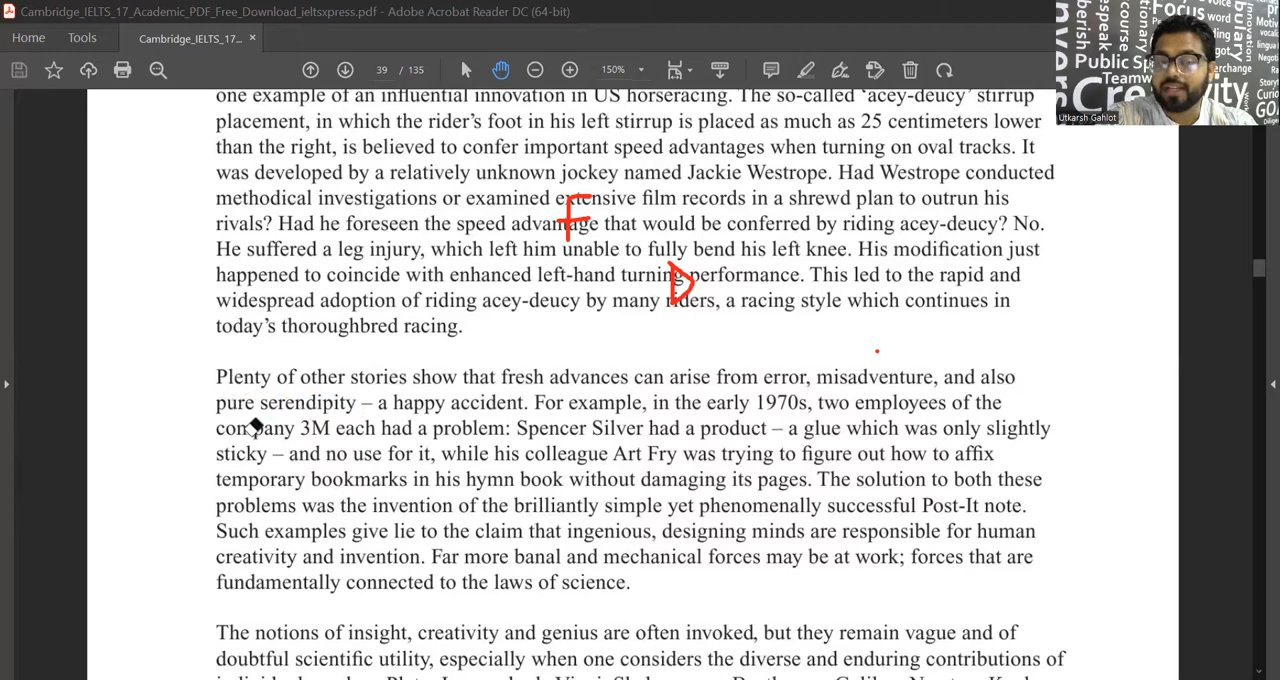 Cambridge_IELTS_17_Academic_PDF_Free_Download_ieltsxpress.pdf - Adobe Acrobat Reader DC (64-bit)
Home Tools Cambridge_IELTS_17... ×
39 / 135 150%
one example of an influential innovation in US horseracing. The so-called ‘acey-deucy’ stirrup
placement, in which the rider’s foot in his left stirrup is placed as much as 25 centimeters lower
than the right, is believed to confer important speed advantages when turning on oval tracks. It
was developed by a relatively unknown jockey named Jackie Westrope. Had Westrope conducted
methodical investigations or examined extensive film records in a shrewd plan to outrun his
F
rivals? Had he foreseen the speed advantage that would be conferred by riding acey-deucy? No.
He suffered a leg injury, which left him unable to fully bend his left knee. His modification just
happened to coincide with enhanced left-hand turning performance. This led to the rapid and
D
widespread adoption of riding acey-deucy by many riders, a racing style which continues in
today’s thoroughbred racing.
Plenty of other stories show that fresh advances can arise from error, misadventure, and also
pure serendipity – a happy accident. For example, in the early 1970s, two employees of the
company 3M each had a problem: Spencer Silver had a product – a glue which was only slightly
sticky – and no use for it, while his colleague Art Fry was trying to figure out how to affix
temporary bookmarks in his hymn book without damaging its pages. The solution to both these
problems was the invention of the brilliantly simple yet phenomenally successful Post-It note.
Such examples give lie to the claim that ingenious, designing minds are responsible for human
creativity and invention. Far more banal and mechanical forces may be at work; forces that are
fundamentally connected to the laws of science.
The notions of insight, creativity and genius are often invoked, but they remain vague and of
doubtful scientific utility, especially when one considers the diverse and enduring contributions of
Focus
speak
course
word
Public Sp
Teamw
Utkarsh Gahlot